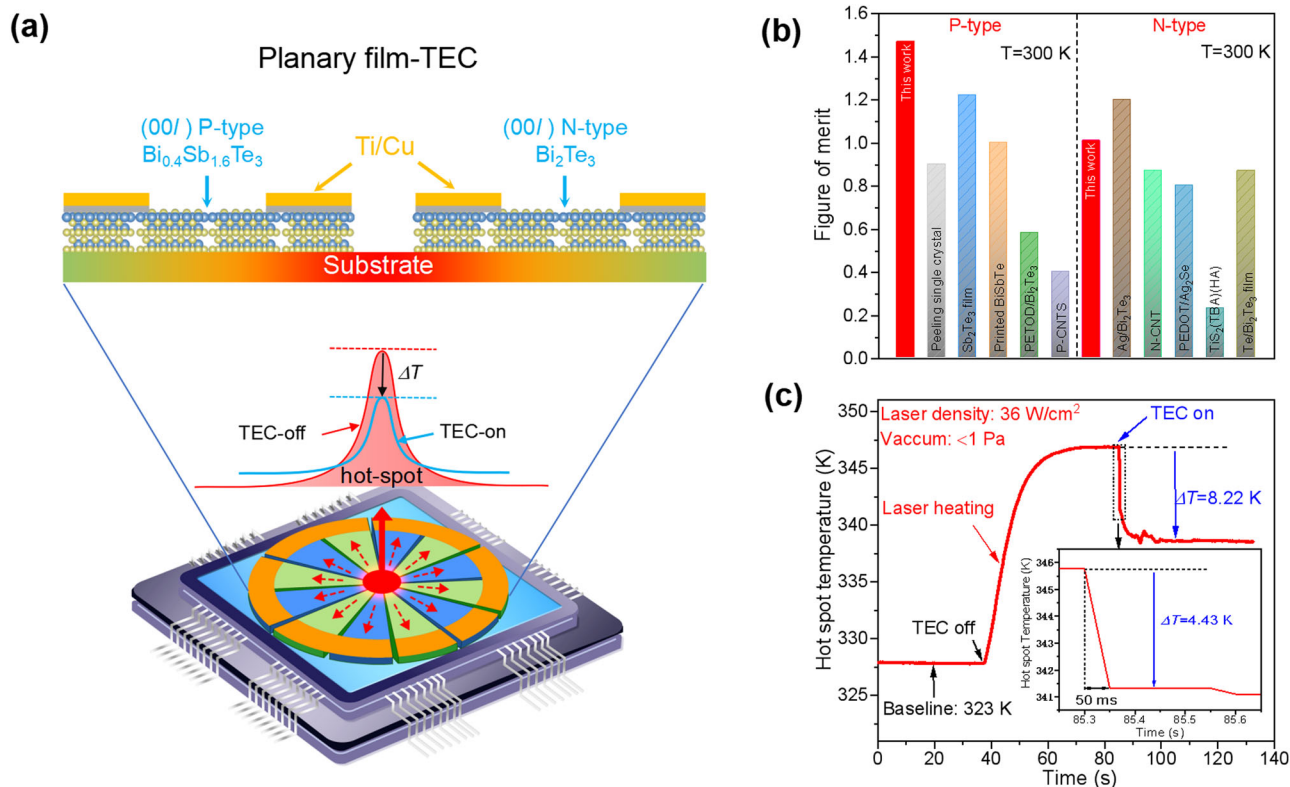 (a)
Planary film-TEC
(00l ) P-type
Bi0.4Sb1.6Te3
Ti/Cu
(00l ) N-type
Bi2Te3
Substrate
ΔT
TEC-off
TEC-on
hot-spot
(b)
Figure of merit
1.6
1.4
1.2
1.0
0.8
0.6
0.4
0.2
0.0
P-type
T=300 K
N-type
T=300 K
This work
Peeling single crystal
Sb2Te3 film
Printed BiSbTe
PETOD/Bi2Te3
P-CNTS
This work
Ag/Bi2Te3
N-CNT
PEDOT/Ag2Se
TiS2(TBA)(HA)
Te/Bi2Te3 film
(c)
Hot spot temperature (K)
350
345
340
335
330
325
Laser density: 36 W/cm2
Vaccum: <1 Pa
TEC on
ΔT=8.22 K
Laser heating
TEC off
Baseline: 323 K
0 20 40 60 80 100 120 140
Time (s)
Hot spot Temperature (K)
346
345
344
343
342
341
ΔT=4.43 K
50 ms
85.3 85.4 85.5 85.6
Time (s)